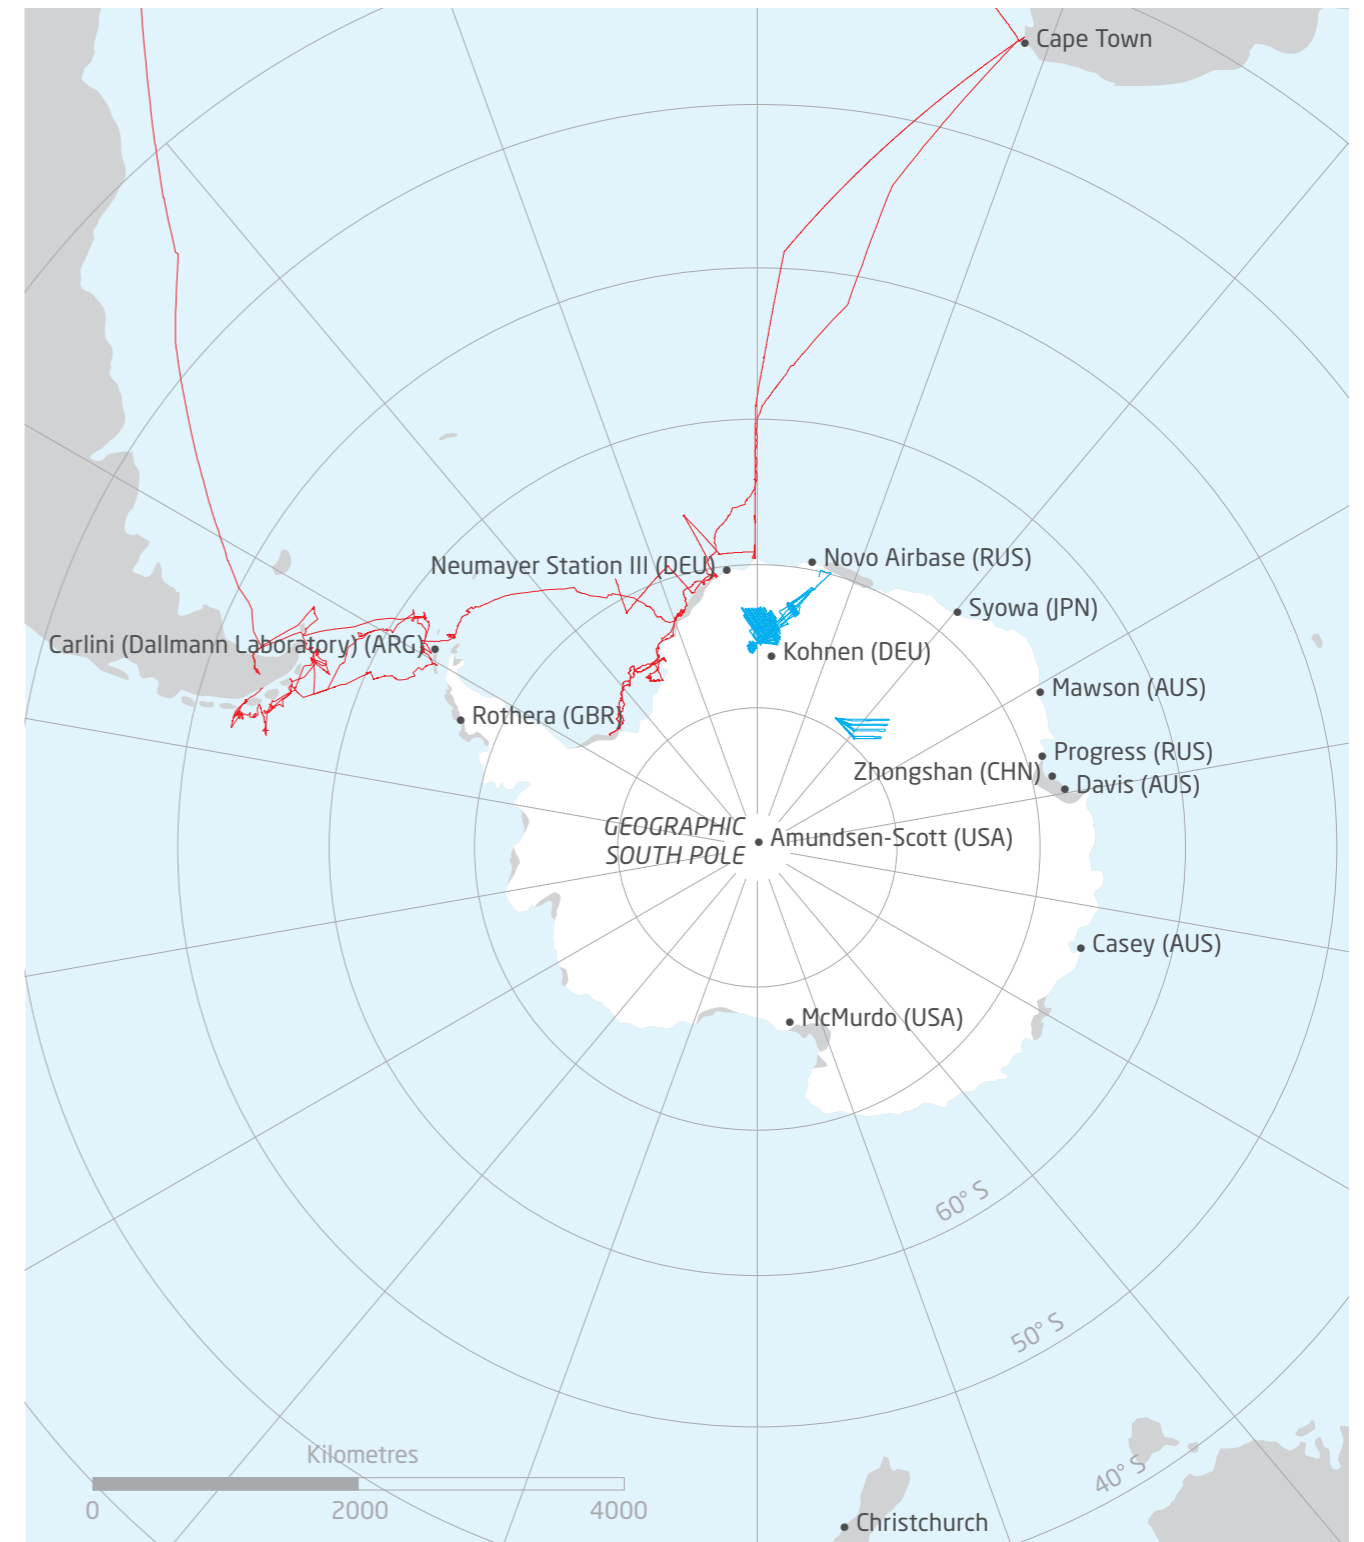 Cape Town
Neumayer Station III (DEU)
Novo Airbase (RUS)
Syowa (JPN)
Carlini (Dallmann Laboratory) (ARG)
Kohnen (DEU)
Mawson (AUS)
Rothera (GBR)
Progress (RUS)
Zhongshan (CHN)
Davis (AUS)
GEOGRAPHIC
SOUTH POLE
Amundsen-Scott (USA)
Casey (AUS)
McMurdo (USA)
60° S
50° S
40° S
Kilometres
0 2000 4000
Christchurch